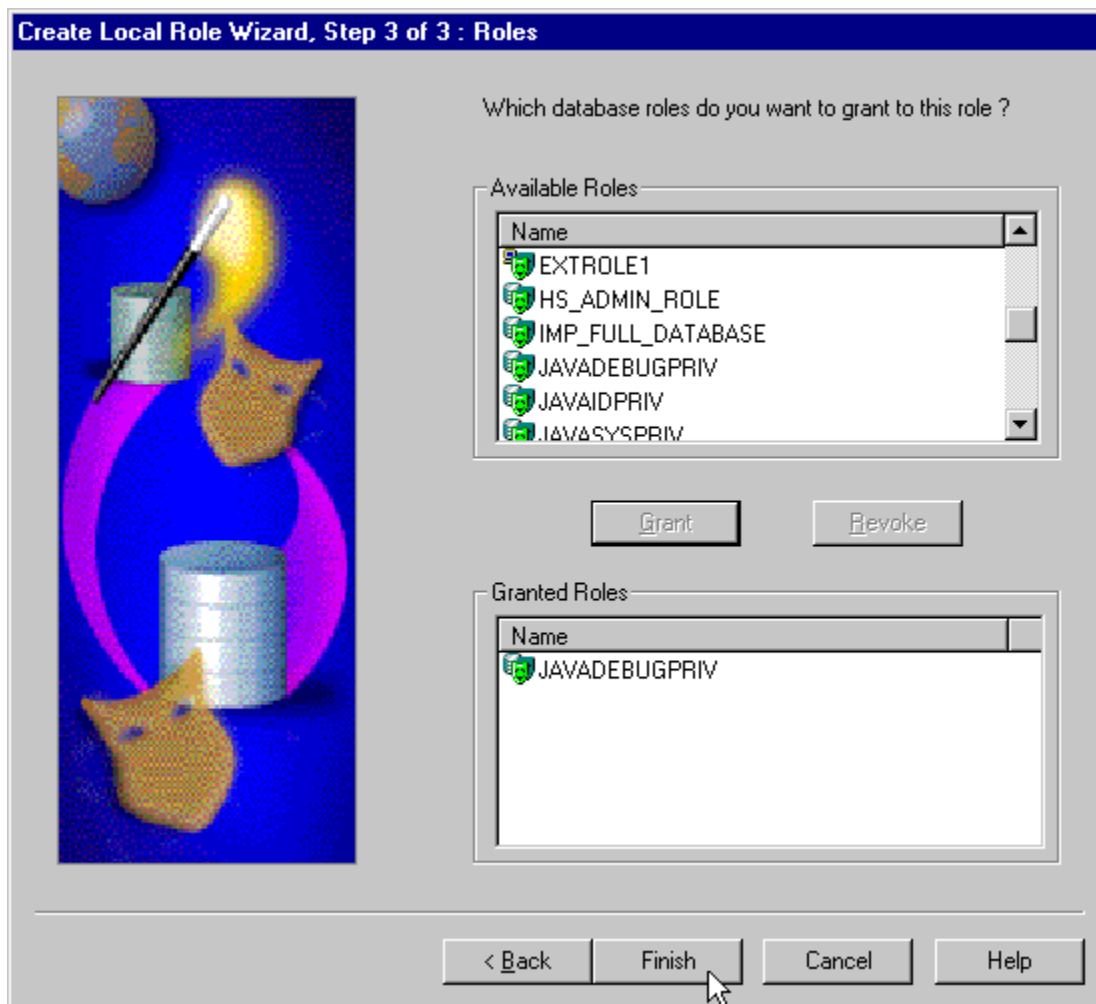 Create Local Role Wizard, Step 3 of 3 : Roles
Which database roles do you want to grant to this role ?
Available Roles
Name
EXTROLE1
HS_ADMIN_ROLE
IMP_FULL_DATABASE
JAVADEBUGPRIV
JAVAIDPRIV
JAVASYSPRIV
Grant Revoke
Granted Roles
Name
JAVADEBUGPRIV
< Back Finish Cancel Help